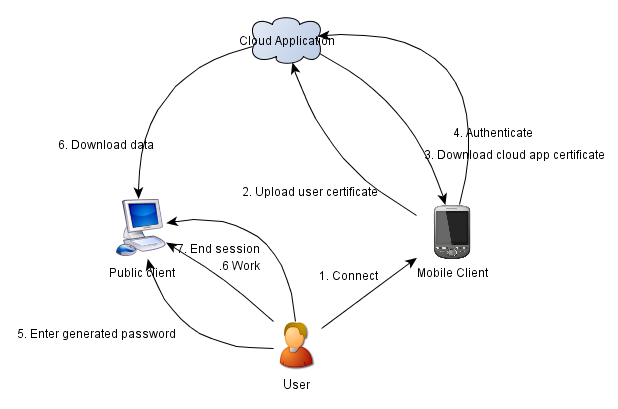 Cloud Application
4. Authenticate
6. Download data
3. Download cloud app certificate
2. Upload user certificate
7. End session
.6 Work
Public client
1. Connect
Mobile Client
5. Enter generated password
User